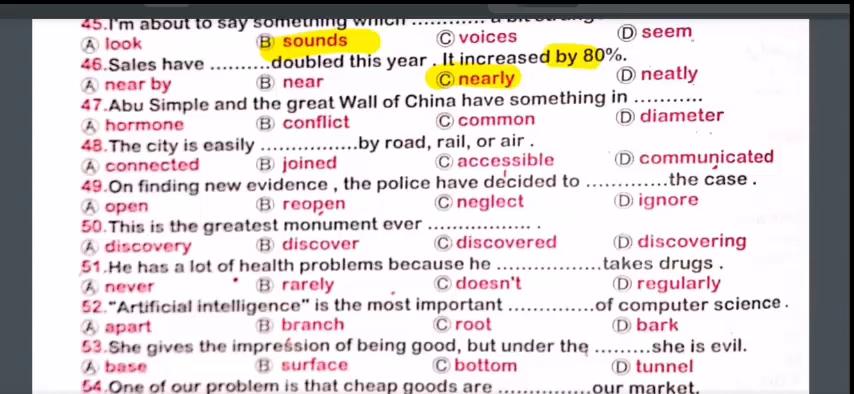 45.I'm about to say something which ............ a bit
Ⓐ look Ⓑ sounds Ⓒ voices Ⓓ seem
46.Sales have ..........doubled this year . It increased by 80%.
Ⓐ near by Ⓑ near Ⓒ nearly Ⓓ neatly
47.Abu Simple and the great Wall of China have something in ...........
Ⓐ hormone Ⓑ conflict Ⓒ common Ⓓ diameter
48.The city is easily ................by road, rail, or air .
Ⓐ connected Ⓑ joined Ⓒ accessible Ⓓ communicated
49.On finding new evidence , the police have decided to .............the case .
Ⓐ open Ⓑ reopen Ⓒ neglect Ⓓ ignore
50.This is the greatest monument ever ................. .
Ⓐ discovery Ⓑ discover Ⓒ discovered Ⓓ discovering
51.He has a lot of health problems because he .................takes drugs .
Ⓐ never Ⓑ rarely Ⓒ doesn't Ⓓ regularly
52."Artificial intelligence" is the most important ..............of computer science.
Ⓐ apart Ⓑ branch Ⓒ root Ⓓ bark
53.She gives the impression of being good, but under the .........she is evil.
Ⓐ base Ⓑ surface Ⓒ bottom Ⓓ tunnel
54.One of our problem is that cheap goods are ................our market.